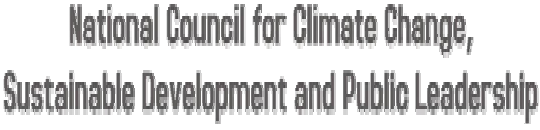 National Council for Climate Change,
Sustainable Development and Public Leadership